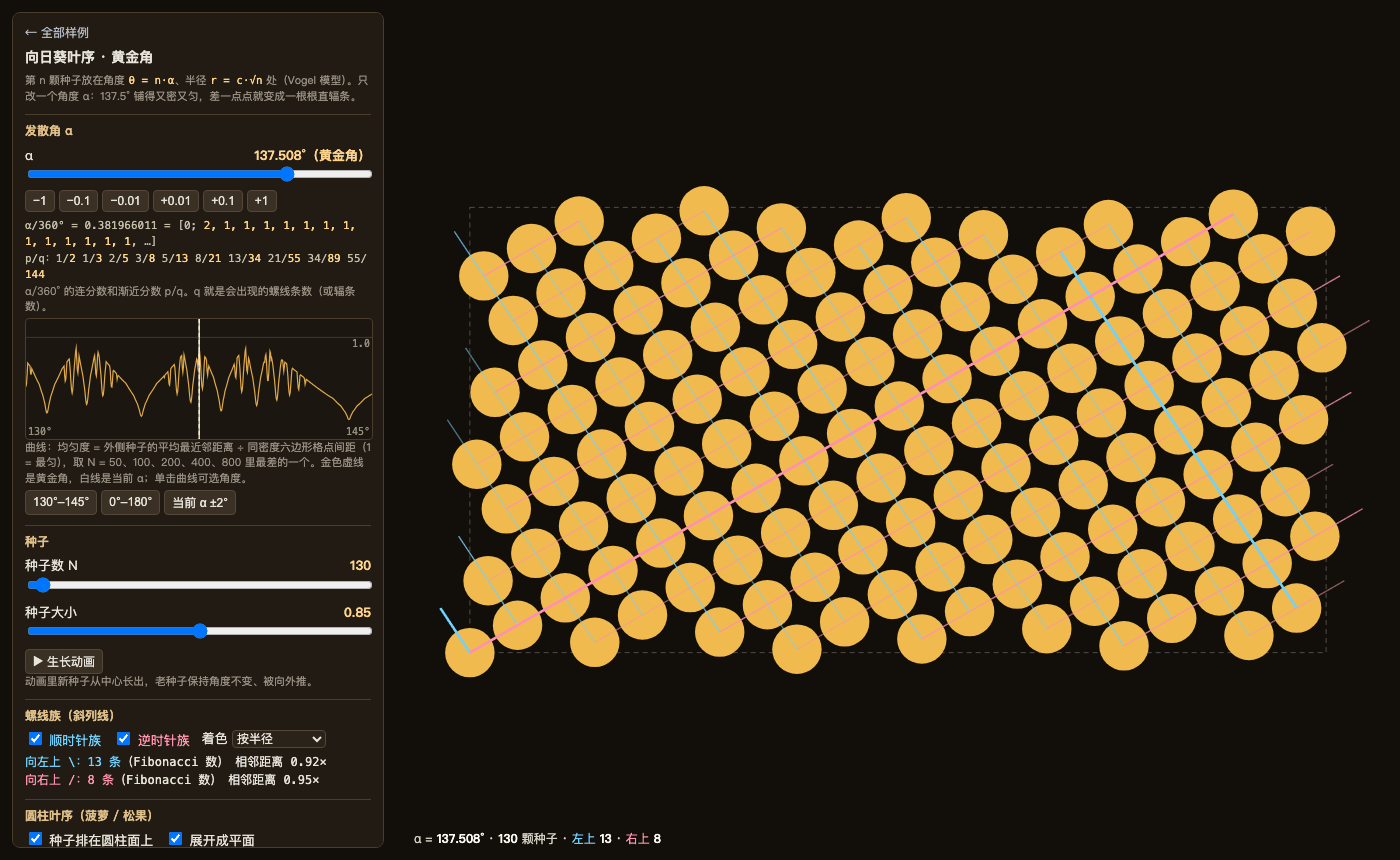 ← 全部样例
向日葵叶序 · 黄金角
第 n 颗种子放在角度 θ = n·α、半径 r = c·√n 处（Vogel 模型）。只
改一个角度 α：137.5° 铺得又密又匀，差一点点就变成一根根直辐条。
发散角 α
α 137.508°（黄金角）
−1 −0.1 −0.01 +0.01 +0.1 +1
α/360° = 0.381966011 = [0; 2, 1, 1, 1, 1, 1, 1, 1,
1, 1, 1, 1, 1, 1, …]
p/q：1/2 1/3 2/5 3/8 5/13 8/21 13/34 21/55 34/89 55/
144
α/360° 的连分数和渐近分数 p/q。q 就是会出现的螺线条数（或辐条
数）。
1.0
130° 145°
曲线：均匀度 = 外侧种子的平均最近邻距离 ÷ 同密度六边形格点间距（1
= 最匀），取 N = 50、100、200、400、800 里最差的一个。金色虚线
是黄金角，白线是当前 α；单击曲线可选角度。
130°–145° 0°–180° 当前 α ±2°
种子
种子数 N 130
种子大小 0.85
▶ 生长动画
动画里新种子从中心长出，老种子保持角度不变、被向外推。
螺线族（斜列线）
顺时针族 逆时针族 着色 按半径
向左上 \：13 条（Fibonacci 数） 相邻距离 0.92×
向右上 /：8 条（Fibonacci 数） 相邻距离 0.95×
圆柱叶序（菠萝 / 松果）
种子排在圆柱面上 展开成平面
α = 137.508° · 130 颗种子 · 左上 13 · 右上 8